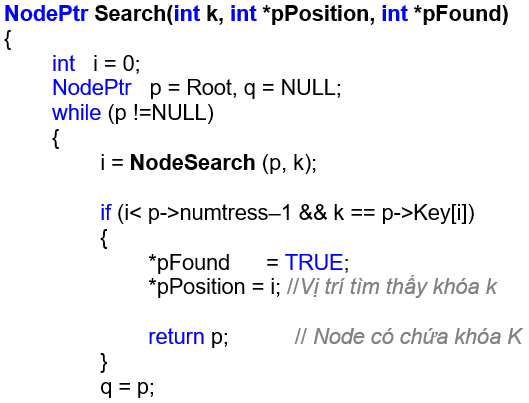 NodePtr Search(int k, int *pPosition, int *pFound)
{
int i = 0;
NodePtr p = Root, q = NULL;
while (p !=NULL)
{
i = NodeSearch (p, k);
if (i< p->numtress–1 && k == p->Key[i])
{
*pFound = TRUE;
*pPosition = i; //Vị trí tìm thấy khóa k
return p; // Node có chứa khóa K
}
q = p;